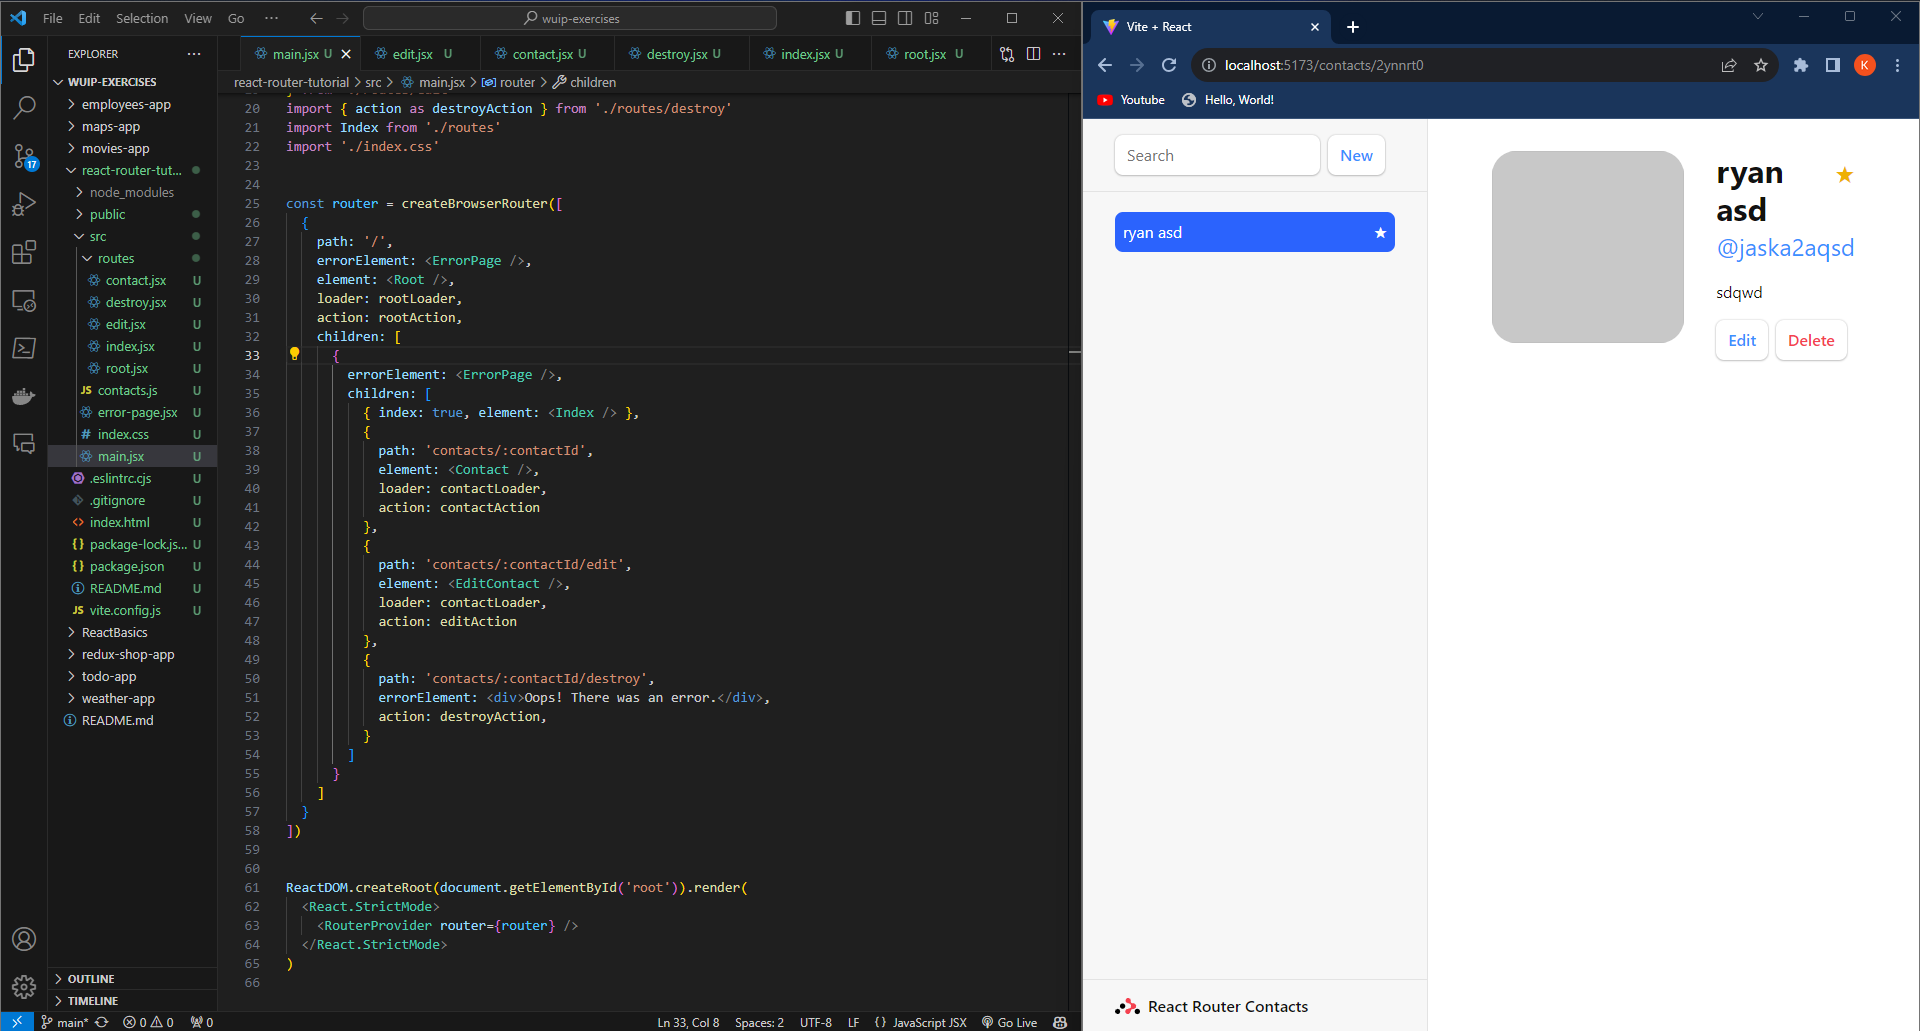 File Edit Selection View Go ··· wuip-exercises
EXPLORER ···
WUIP-EXERCISES
employees-app
maps-app
movies-app
react-router-tut...
node_modules
public
src
routes
contact.jsx U
destroy.jsx U
edit.jsx U
index.jsx U
root.jsx U
contacts.js U
error-page.jsx U
index.css U
main.jsx U
.eslintrc.cjs U
.gitignore U
index.html U
package-lock.js... U
package.json U
README.md U
vite.config.js U
ReactBasics
redux-shop-app
todo-app
weather-app
README.md
OUTLINE
TIMELINE
17
main.jsx U edit.jsx U contact.jsx U destroy.jsx U index.jsx U root.jsx U
react-router-tutorial > src > main.jsx > router > children
20 import { action as destroyAction } from './routes/destroy'
21 import Index from './routes'
22 import './index.css'
23
24
25 const router = createBrowserRouter([
26 {
27 path: '/',
28 errorElement: <ErrorPage />,
29 element: <Root />,
30 loader: rootLoader,
31 action: rootAction,
32 children: [
33 {
34 errorElement: <ErrorPage />,
35 children: [
36 { index: true, element: <Index /> },
37 {
38 path: 'contacts/:contactId',
39 element: <Contact />,
40 loader: contactLoader,
41 action: contactAction
42 },
43 {
44 path: 'contacts/:contactId/edit',
45 element: <EditContact />,
46 loader: contactLoader,
47 action: editAction
48 },
49 {
50 path: 'contacts/:contactId/destroy',
51 errorElement: <div>Oops! There was an error.</div>,
52 action: destroyAction,
53 }
54 ]
55 }
56 ]
57 }
58 ])
59
60
61 ReactDOM.createRoot(document.getElementById('root')).render(
62 <React.StrictMode>
63 <RouterProvider router={router} />
64 </React.StrictMode>
65 )
66
main* 0 0 0 Ln 33, Col 8 Spaces: 2 UTF-8 LF {} JavaScript JSX Go Live
Vite + React
localhost:5173/contacts/2ynnrt0
K
Youtube Hello, World!
Search New
ryan asd ★
ryan
asd
★
@jaska2aqsd
sdqwd
Edit Delete
React Router Contacts